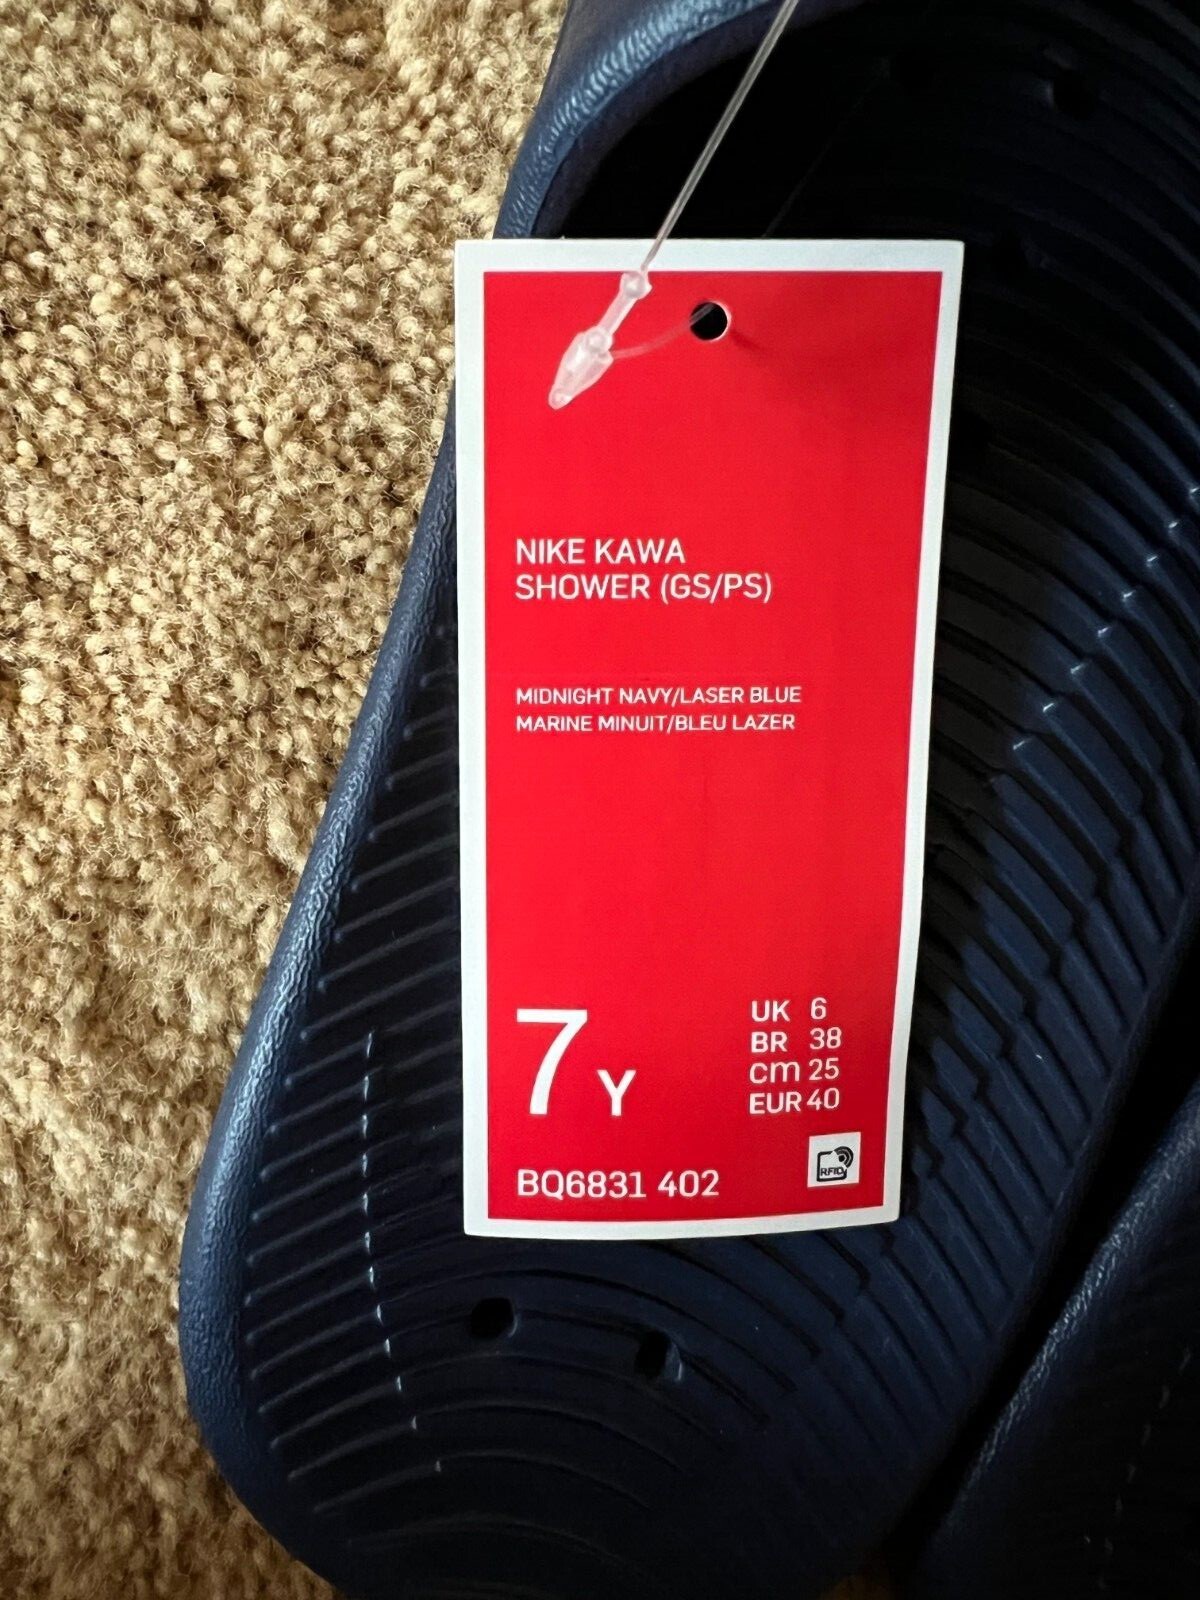 NIKE KAWA
SHOWER (GS/PS)
MIDNIGHT NAVY/LASER BLUE
MARINE MINUIT/BLEU LAZER
7Y
UK 6
BR 38
cm 25
EUR 40
RFID
BQ6831 402